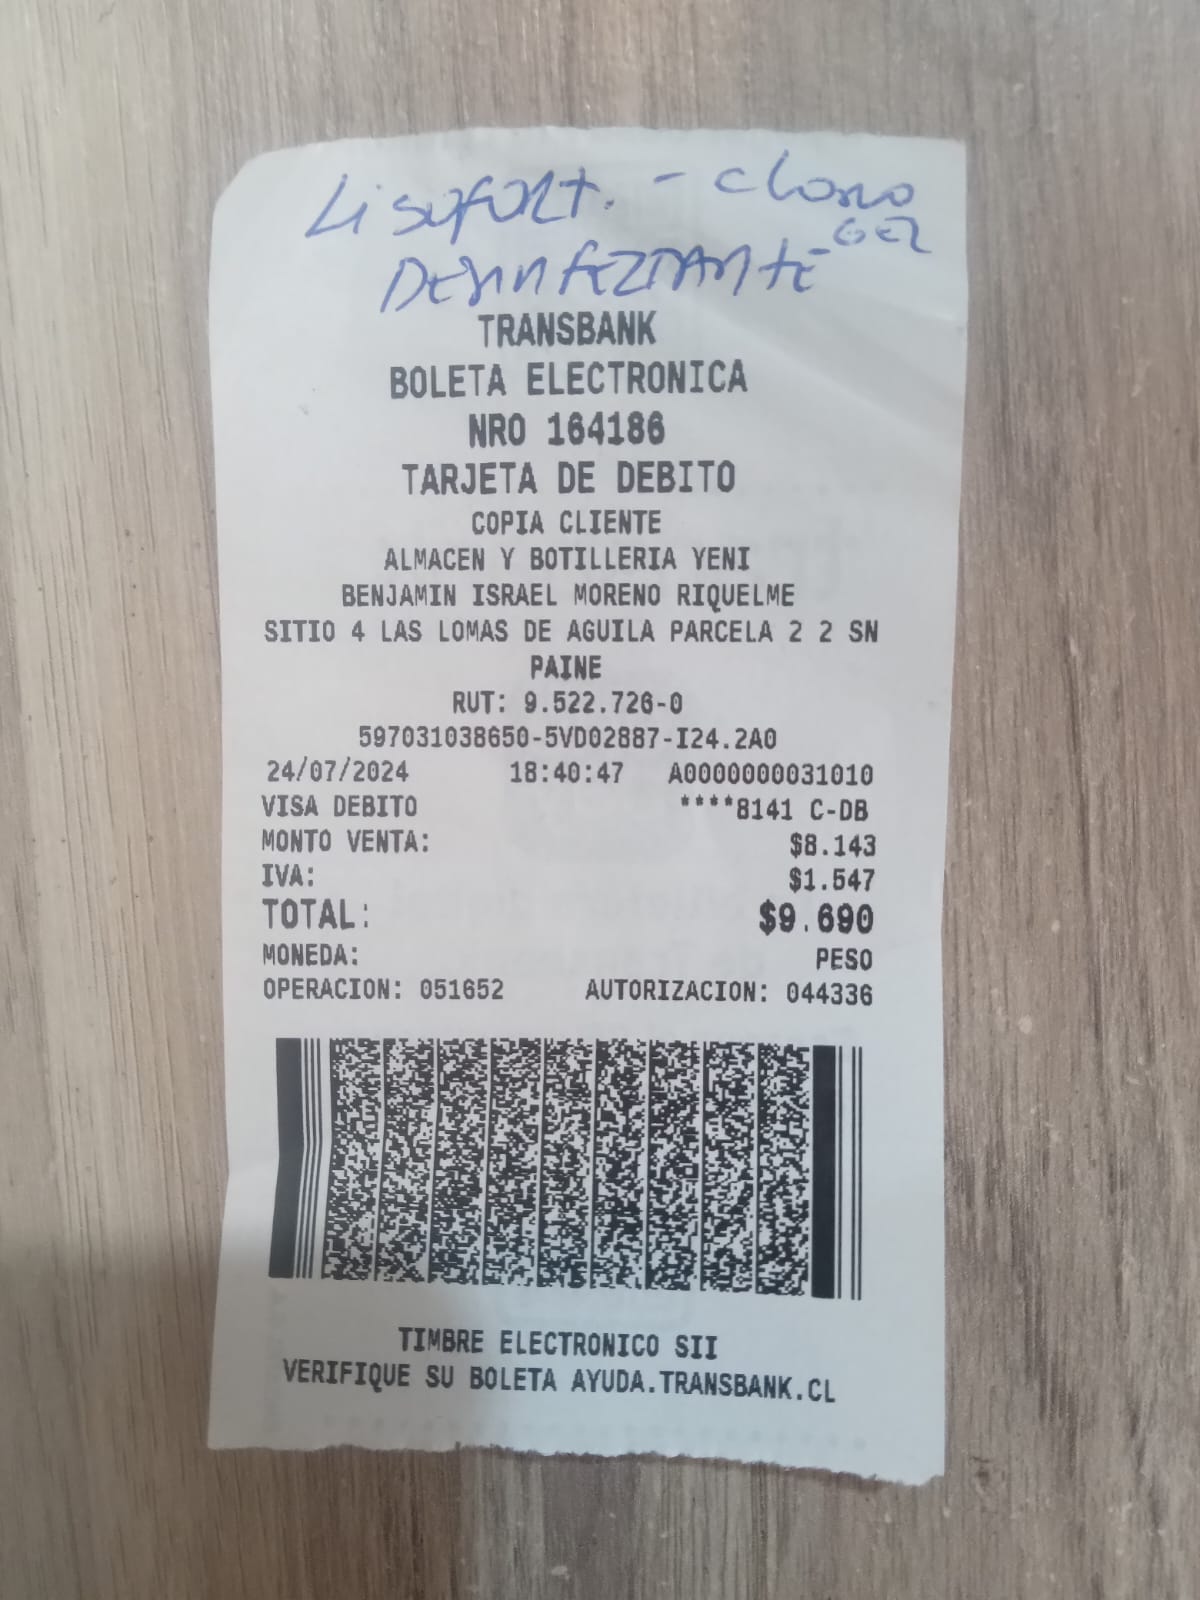 Lisofort. - Cloro
GEL
DESINFEZTANTE
TRANSBANK
BOLETA ELECTRONICA
NRO 164186
TARJETA DE DEBITO
COPIA CLIENTE
ALMACEN Y BOTILLERIA YENI
BENJAMIN ISRAEL MORENO RIQUELME
SITIO 4 LAS LOMAS DE AGUILA PARCELA 2 2 SN
PAINE
RUT: 9.522.726-0
597031038650-5VD02887-I24.2A0
24/07/2024 18:40:47 A0000000031010
VISA DEBITO ****8141 C-DB
MONTO VENTA: $8.143
IVA: $1.547
TOTAL: $9.690
MONEDA: PESO
OPERACION: 051652 AUTORIZACION: 044336
TIMBRE ELECTRONICO SII
VERIFIQUE SU BOLETA AYUDA.TRANSBANK.CL